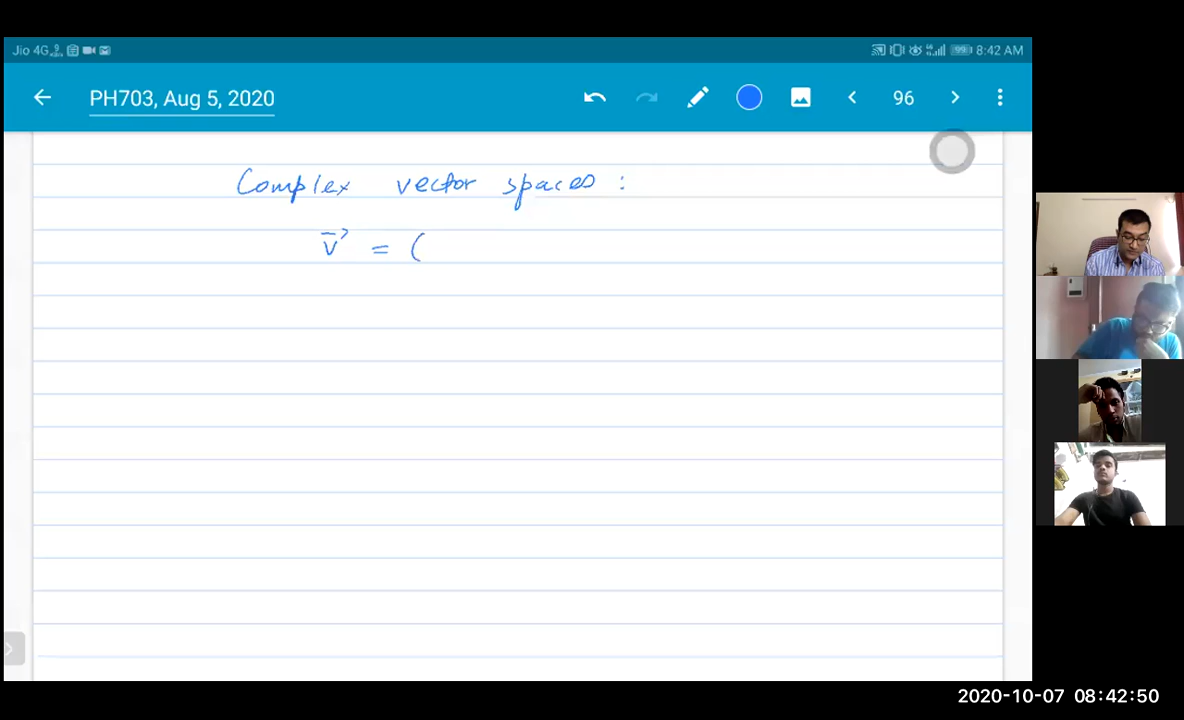 Jio 4G 99 8:42 AM
PH703, Aug 5, 2020 96
Complex vector spaces :
v⃗ = (
2020-10-07 08:42:50